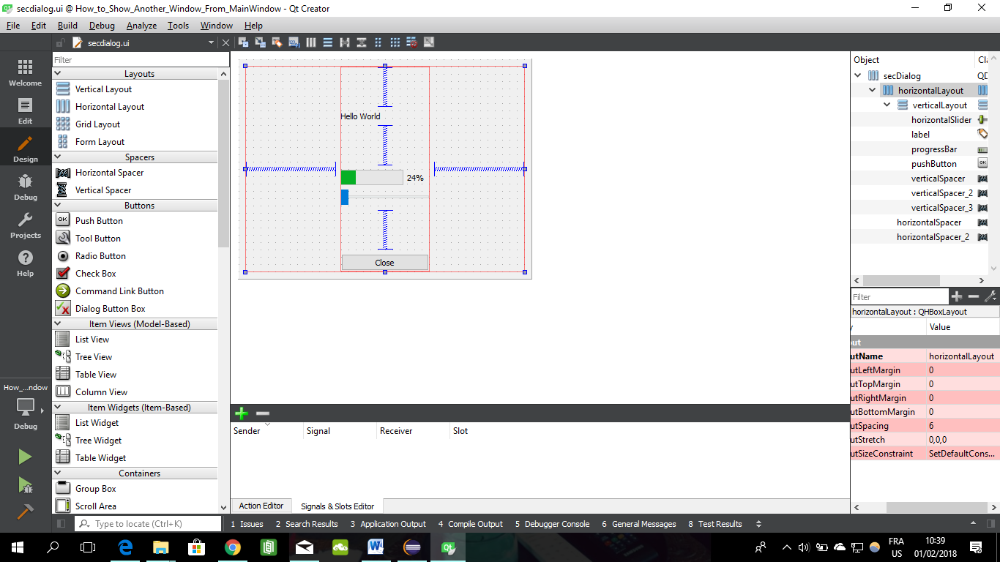 secdialog.ui @ How_to_Show_Another_Window_From_MainWindow - Qt Creator
File Edit Build Debug Analyze Tools Window Help
secdialog.ui
Welcome
Edit
Design
Debug
Projects
Help
How_...ndow
Debug
Filter
Layouts
Vertical Layout
Horizontal Layout
Grid Layout
Form Layout
Spacers
Horizontal Spacer
Vertical Spacer
Buttons
OK Push Button
Tool Button
Radio Button
Check Box
Command Link Button
Dialog Button Box
Item Views (Model-Based)
List View
Tree View
Table View
Column View
Item Widgets (Item-Based)
List Widget
Tree Widget
Table Widget
Containers
Group Box
Scroll Area
Hello World
24%
Close
Sender Signal Receiver Slot
Action Editor Signals & Slots Editor
Object Cla
secDialog QD
horizontalLayout
verticalLayout
horizontalSlider
label
progressBar
pushButton OK
verticalSpacer
verticalSpacer_2
verticalSpacer_3
horizontalSpacer
horizontalSpacer_2
Filter
horizontalLayout : QHBoxLayout
y Value
out
utName horizontalLayout
utLeftMargin 0
utTopMargin 0
utRightMargin 0
utBottomMargin 0
utSpacing 6
utStretch 0,0,0
utSizeConstraint SetDefaultCons...
Type to locate (Ctrl+K)
1 Issues 2 Search Results 3 Application Output 4 Compile Output 5 Debugger Console 6 General Messages 8 Test Results
FRA
US
10:39
01/02/2018